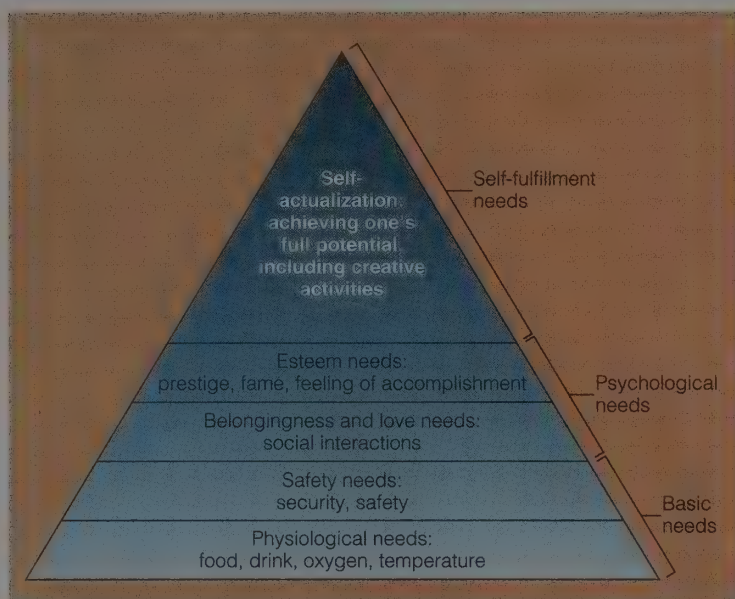 Self-
actualization:
achieving one's
full potential,
including creative
activities
Self-fulfillment
needs
Esteem needs:
prestige, fame, feeling of accomplishment
Psychological
needs
Belongingness and love needs:
social interactions
Safety needs:
security, safety
Basic
needs
Physiological needs:
food, drink, oxygen, temperature